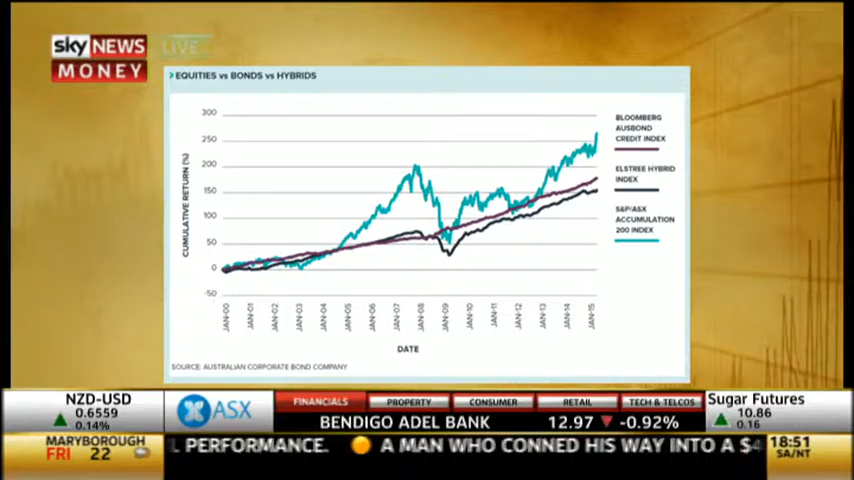 sky NEWS LIVE
MONEY
EQUITIES vs BONDS vs HYBRIDS
300
250
200
150
100
50
0
-50
CUMULATIVE RETURN (%)
JAN-00 JAN-01 JAN-02 JAN-03 JAN-04 JAN-05 JAN-06 JAN-07 JAN-08 JAN-09 JAN-10 JAN-11 JAN-12 JAN-13 JAN-14 JAN-15
DATE
BLOOMBERG
AUSBOND
CREDIT INDEX
ELSTREE HYBRID
INDEX
S&P/ASX
ACCUMULATION
200 INDEX
SOURCE: AUSTRALIAN CORPORATE BOND COMPANY
NZD-USD
0.6559
0.14%
ASX
FINANCIALS PROPERTY CONSUMER RETAIL TECH & TELCOS
BENDIGO ADEL BANK 12.97 -0.92%
Sugar Futures
10.86
0.16
MARYBOROUGH
FRI 22
L PERFORMANCE. A MAN WHO CONNED HIS WAY INTO A $4
18:51
SA/NT